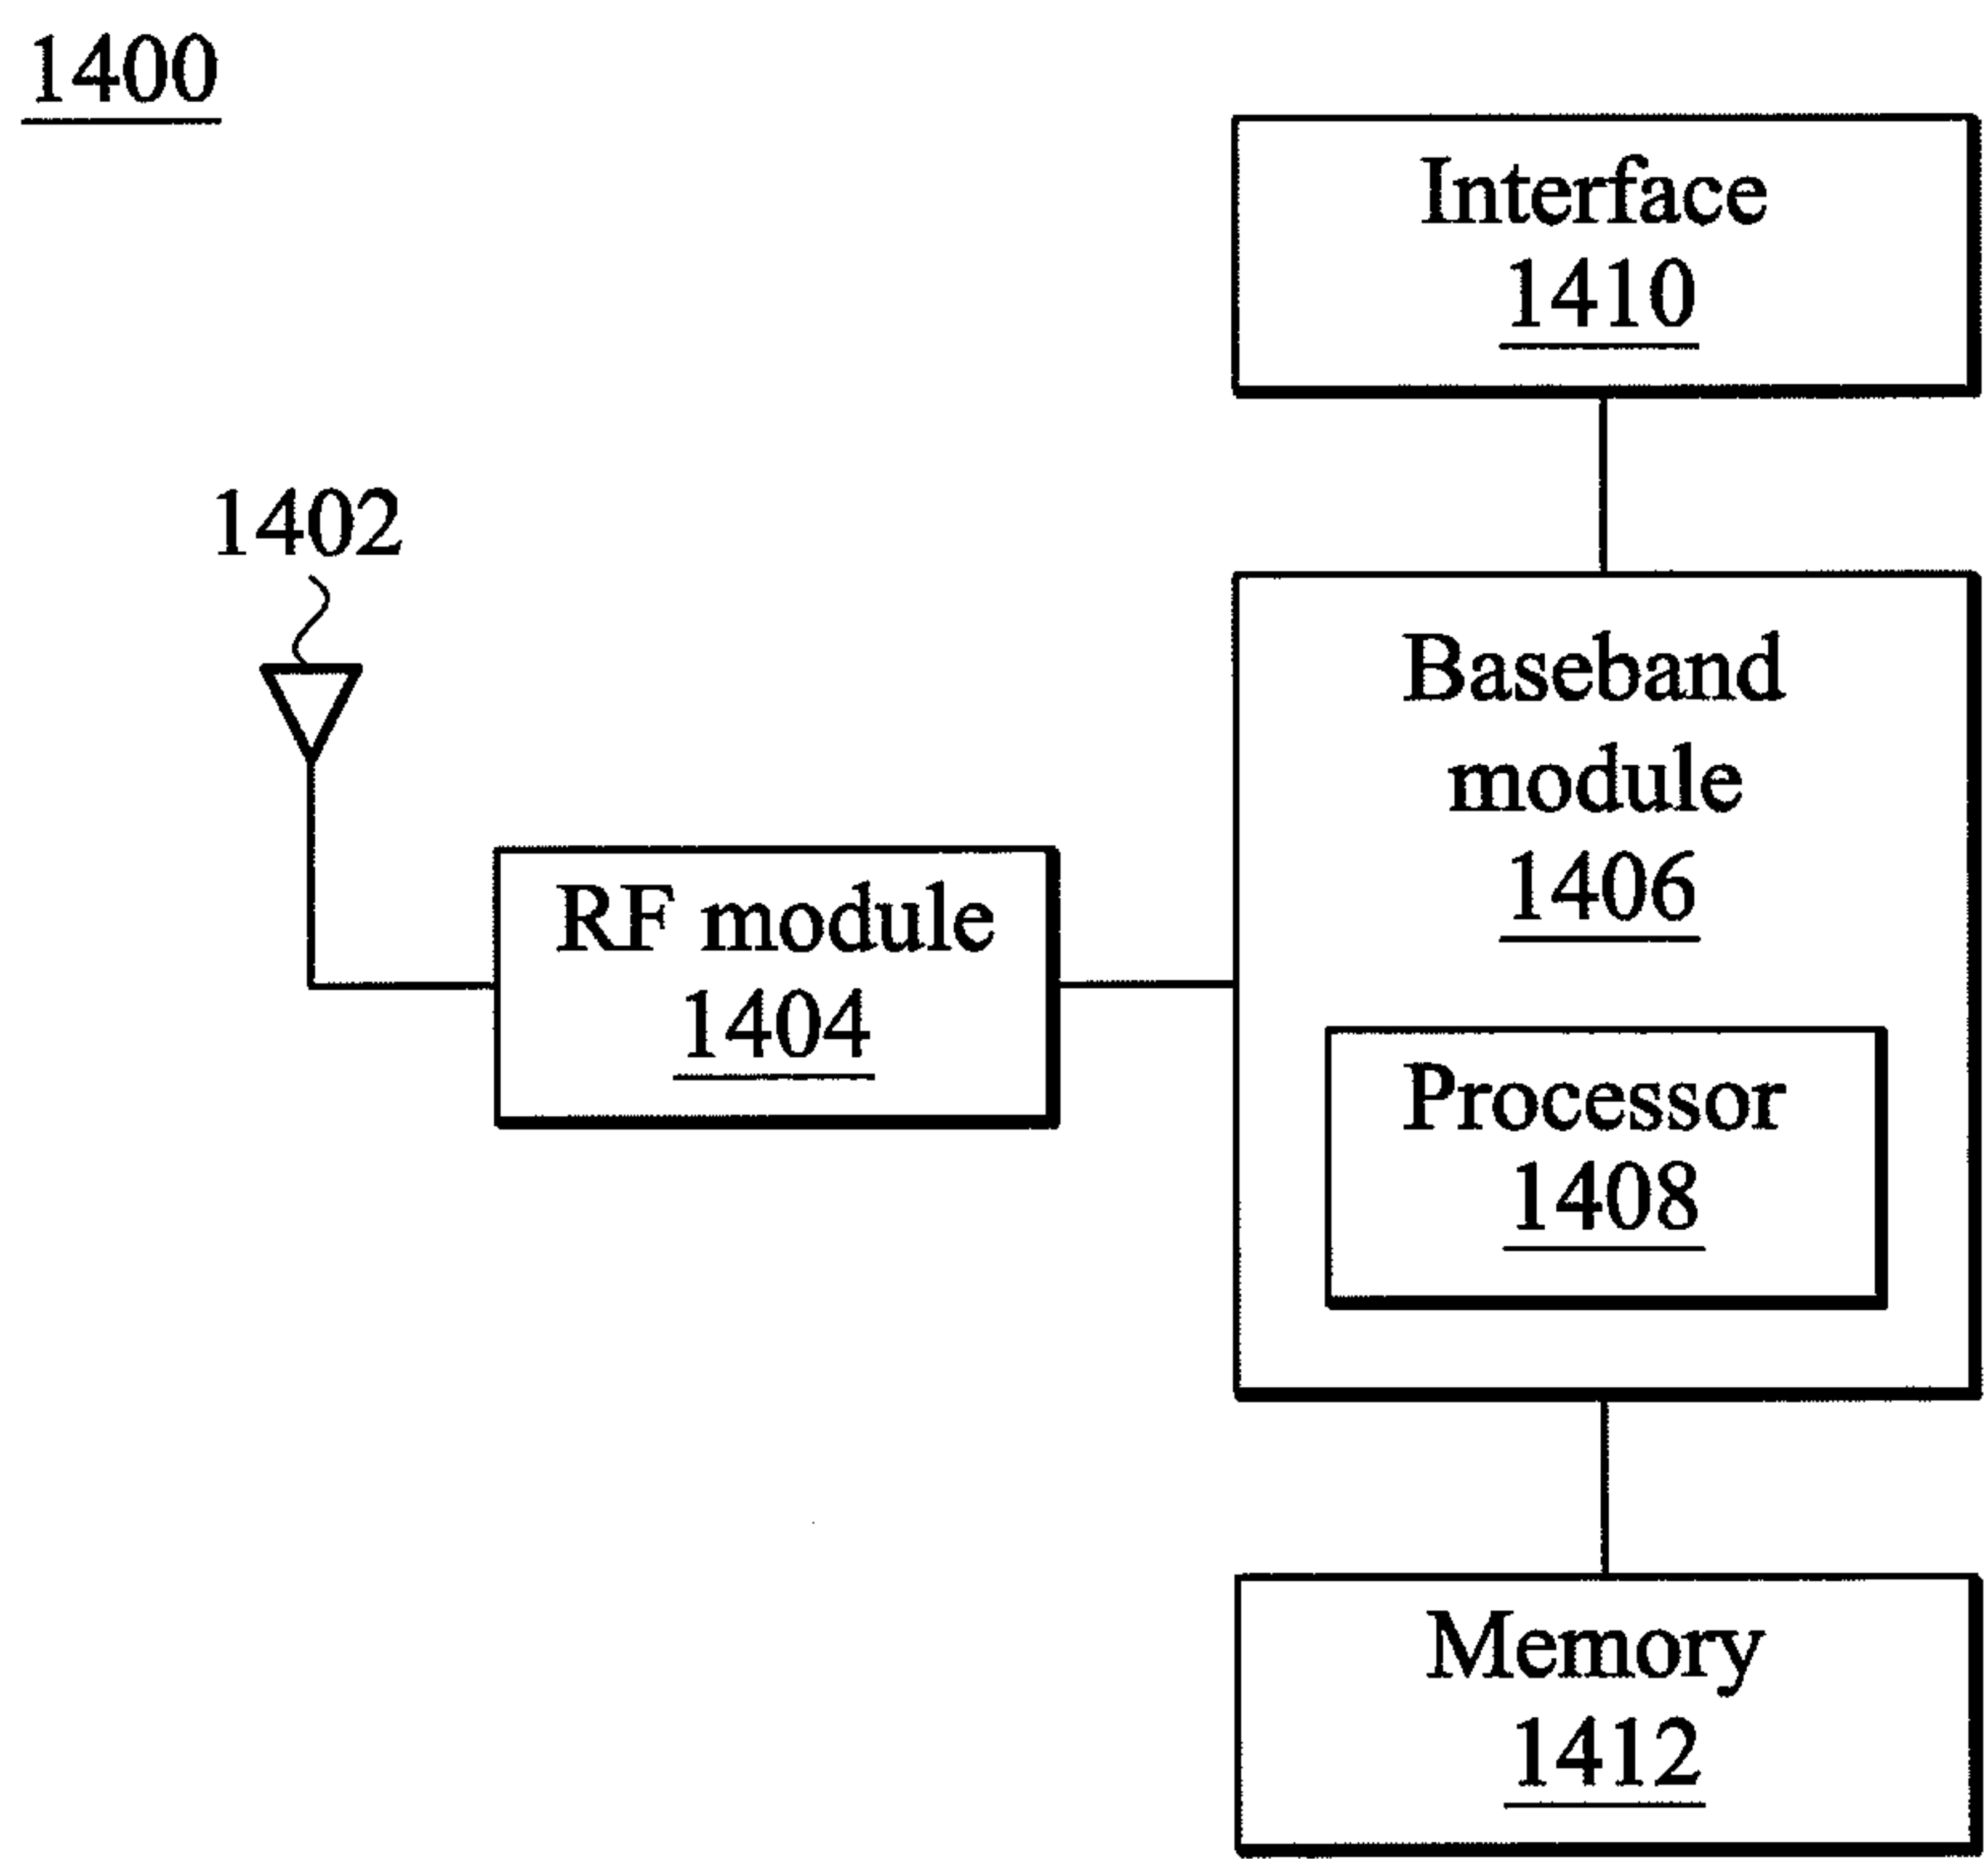 1400
Interface
1410
1402
Baseband
module
1406
RF module
1404
Processor
1408
Memory
1412